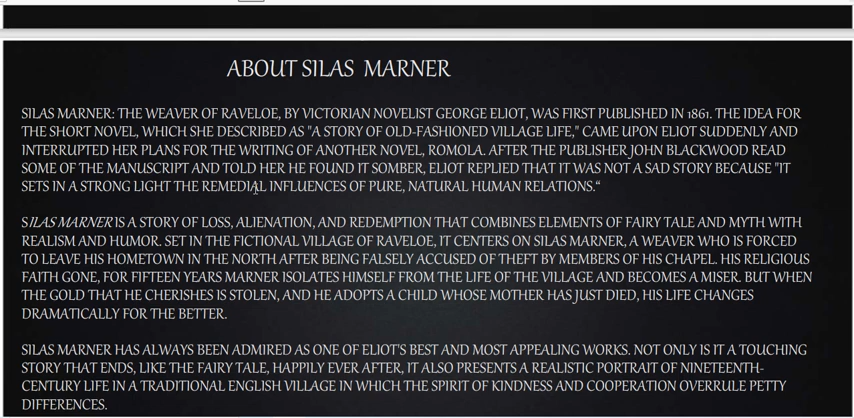 ABOUT SILAS MARNER
SILAS MARNER: THE WEAVER OF RAVELOE, BY VICTORIAN NOVELIST GEORGE ELIOT, WAS FIRST PUBLISHED IN 1861. THE IDEA FOR
THE SHORT NOVEL, WHICH SHE DESCRIBED AS "A STORY OF OLD-FASHIONED VILLAGE LIFE," CAME UPON ELIOT SUDDENLY AND
INTERRUPTED HER PLANS FOR THE WRITING OF ANOTHER NOVEL, ROMOLA. AFTER THE PUBLISHER JOHN BLACKWOOD READ
SOME OF THE MANUSCRIPT AND TOLD HER HE FOUND IT SOMBER, ELIOT REPLIED THAT IT WAS NOT A SAD STORY BECAUSE "IT
SETS IN A STRONG LIGHT THE REMEDIAL INFLUENCES OF PURE, NATURAL HUMAN RELATIONS.“
SILAS MARNER IS A STORY OF LOSS, ALIENATION, AND REDEMPTION THAT COMBINES ELEMENTS OF FAIRY TALE AND MYTH WITH
REALISM AND HUMOR. SET IN THE FICTIONAL VILLAGE OF RAVELOE, IT CENTERS ON SILAS MARNER, A WEAVER WHO IS FORCED
TO LEAVE HIS HOMETOWN IN THE NORTH AFTER BEING FALSELY ACCUSED OF THEFT BY MEMBERS OF HIS CHAPEL. HIS RELIGIOUS
FAITH GONE, FOR FIFTEEN YEARS MARNER ISOLATES HIMSELF FROM THE LIFE OF THE VILLAGE AND BECOMES A MISER. BUT WHEN
THE GOLD THAT HE CHERISHES IS STOLEN, AND HE ADOPTS A CHILD WHOSE MOTHER HAS JUST DIED, HIS LIFE CHANGES
DRAMATICALLY FOR THE BETTER.
SILAS MARNER HAS ALWAYS BEEN ADMIRED AS ONE OF ELIOT'S BEST AND MOST APPEALING WORKS. NOT ONLY IS IT A TOUCHING
STORY THAT ENDS, LIKE THE FAIRY TALE, HAPPILY EVER AFTER, IT ALSO PRESENTS A REALISTIC PORTRAIT OF NINETEENTH-
CENTURY LIFE IN A TRADITIONAL ENGLISH VILLAGE IN WHICH THE SPIRIT OF KINDNESS AND COOPERATION OVERRULE PETTY
DIFFERENCES.